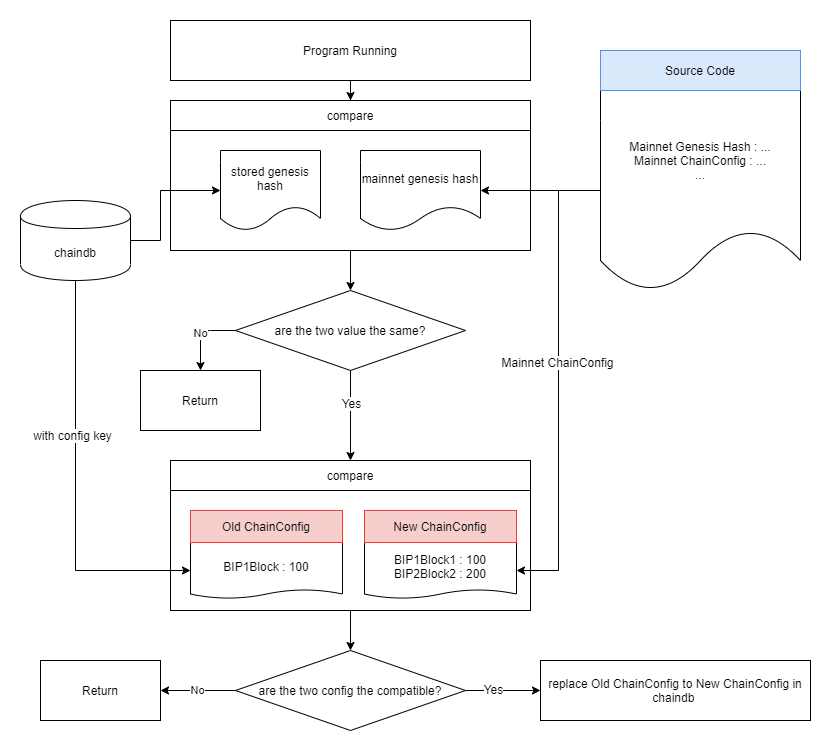 Program Running
Source Code
compare
Mainnet Genesis Hash : ...
Mainnet ChainConfig : ...
...
stored genesis
hash
mainnet genesis hash
chaindb
are the two value the same?
No
Mainnet ChainConfig
Return
Yes
with config key
compare
Old ChainConfig
New ChainConfig
BIP1Block : 100
BIP1Block1 : 100
BIP2Block2 : 200
Return
No
are the two config the compatible?
Yes
replace Old ChainConfig to New ChainConfig in
chaindb